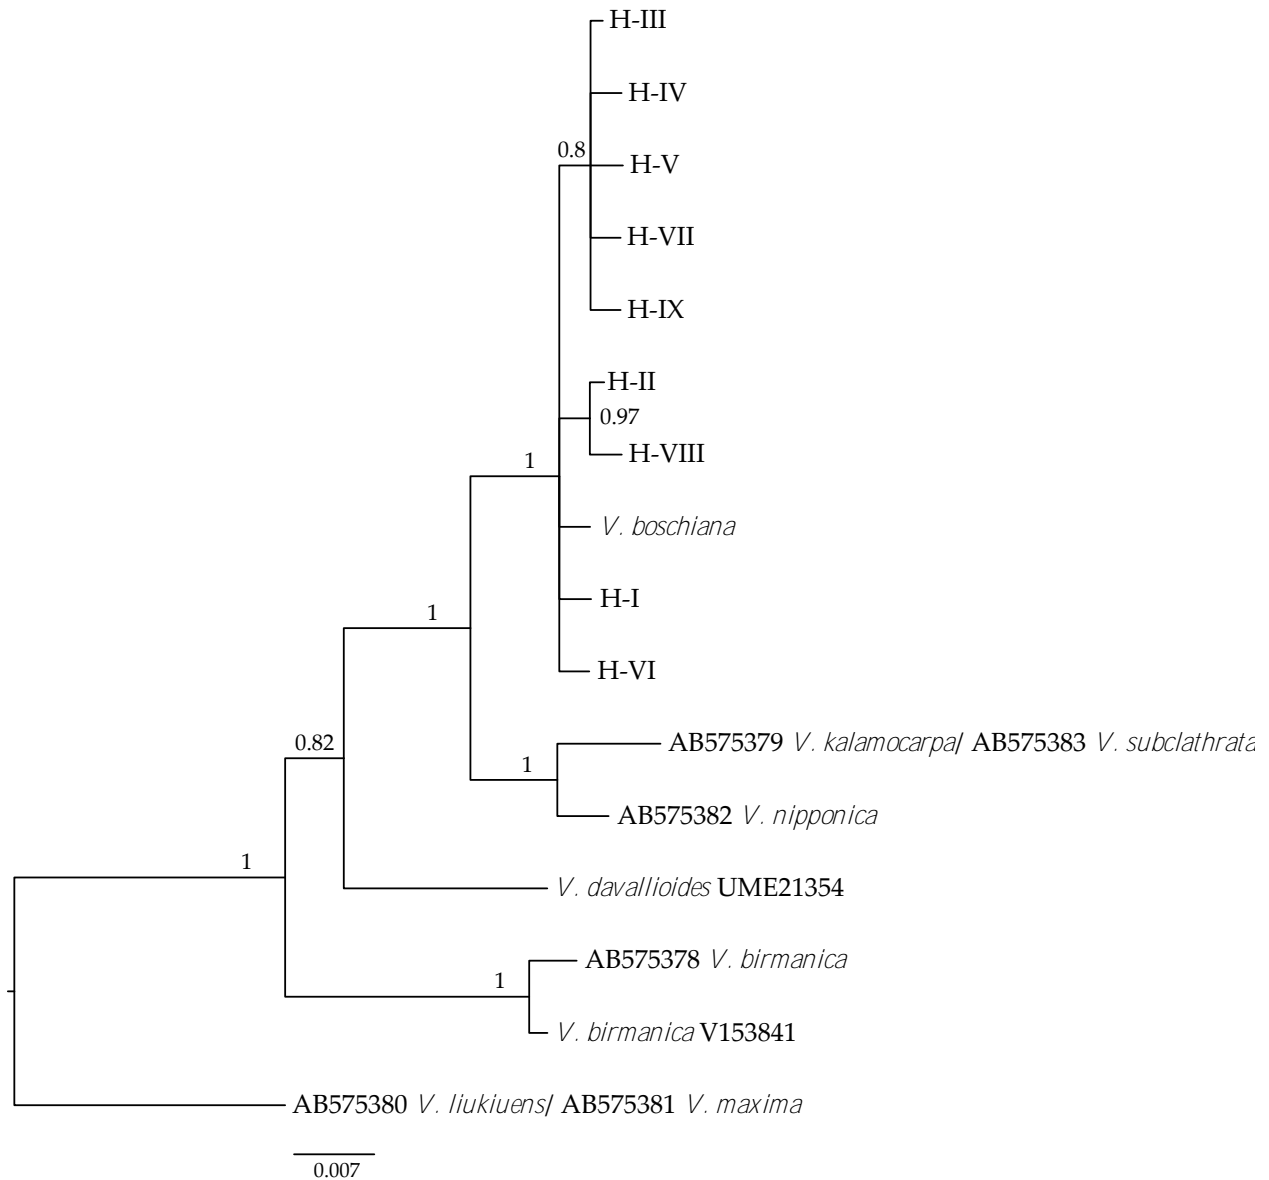 H-III
H-IV
0.8
H-V
H-VII
H-IX
H-II
0.97
H-VIII
1
V. boschiana
H-I
1
H-VI
0.82
AB575379 V. kalamocarpa/ AB575383 V. subclathrata
1
AB575382 V. nipponica
1
V. davallioides UME21354
AB575378 V. birmanica
1
V. birmanica V153841
AB575380 V. liukiuens/ AB575381 V. maxima
0.007